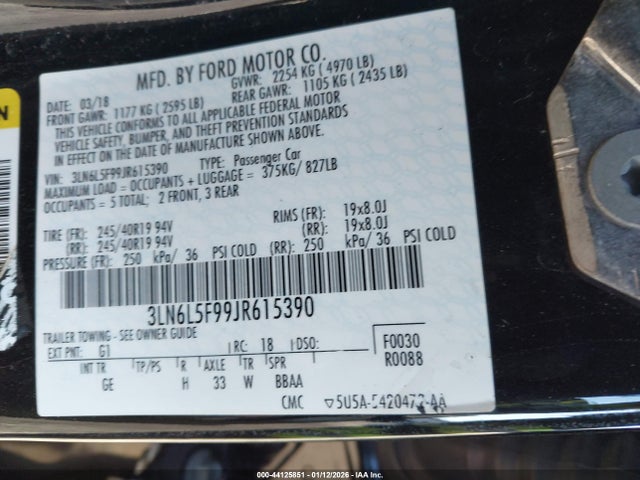 MFD. BY FORD MOTOR CO.
DATE: 03/18 GVWR: 2254 KG ( 4970 LB)
FRONT GAWR: 1177 KG ( 2595 LB) REAR GAWR: 1105 KG ( 2435 LB)
THIS VEHICLE CONFORMS TO ALL APPLICABLE FEDERAL MOTOR
VEHICLE SAFETY, BUMPER, AND THEFT PREVENTION STANDARDS
IN EFFECT ON THE DATE OF MANUFACTURE SHOWN ABOVE.
VIN: 3LN6L5F99JR615390 TYPE: Passenger Car
MAXIMUM LOAD = OCCUPANTS + LUGGAGE = 375KG/ 827LB
OCCUPANTS = 5 TOTAL: 2 FRONT, 3 REAR
TIRE (FR): 245/40R19 94V RIMS (FR): 19x8.0J
(RR): 245/40R19 94V (RR): 19x8.0J
PRESSURE (FR): 250 kPa/ 36 PSI COLD (RR): 250 kPa/ 36 PSI COLD
3LN6L5F99JR615390
TRAILER TOWING - SEE OWNER GUIDE
EXT PNT: G1 RC: 18 DSO: F0030
R0088
INT TR TP/PS R AXLE TR SPR
GE H 33 W BBAA
CMC ▽5U5A-5420472-AA
N
000-44125851 - 01/12/2026 - IAA Inc.